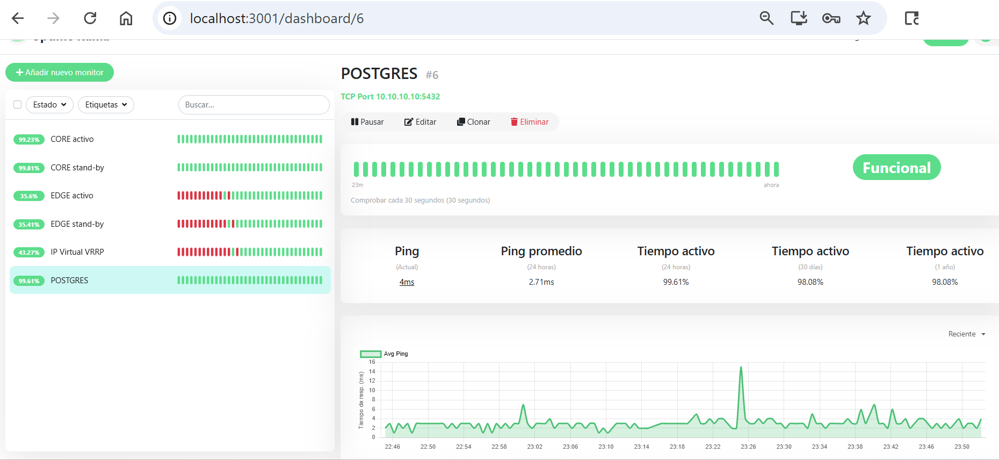 localhost:3001/dashboard/6
Añadir nuevo monitor
Estado
Etiquetas
Buscar...
99.23% CORE activo
99.81% CORE stand-by
35.6% EDGE activo
35.41% EDGE stand-by
43.27% IP Virtual VRRP
99.61% POSTGRES
POSTGRES #6
TCP Port 10.10.10.10:5432
Pausar Editar Clonar Eliminar
Funcional
23m ahora
Comprobar cada 30 segundos (30 segundos)
Ping Ping promedio Tiempo activo Tiempo activo Tiempo activo
(Actual) (24 horas) (24 horas) (30 días) (1 año)
4ms 2.71ms 99.61% 98.08% 98.08%
Reciente
Avg Ping
Tiempo de resp. (ms)
16
14
12
10
8
6
4
2
0
22:46 22:50 22:54 22:58 23:02 23:06 23:10 23:14 23:18 23:22 23:26 23:30 23:34 23:38 23:42 23:46 23:50